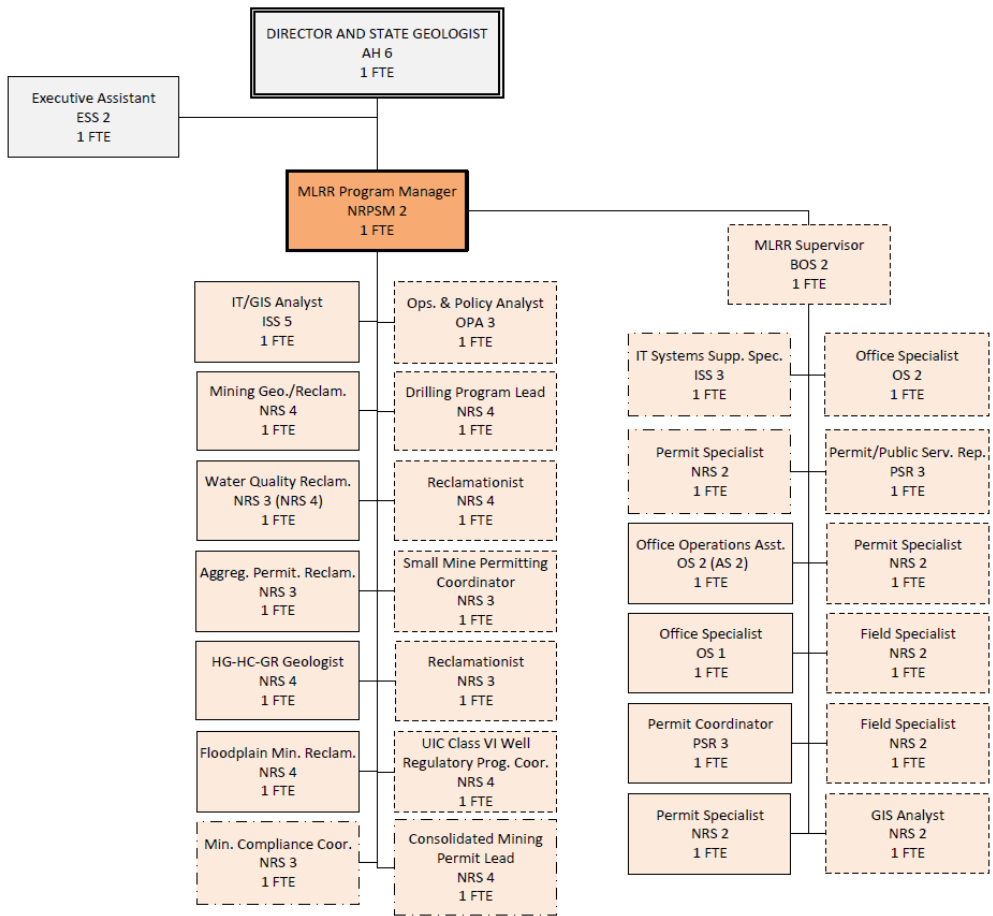 DIRECTOR AND STATE GEOLOGIST
AH 6
1 FTE
Executive Assistant
ESS 2
1 FTE
MLRR Program Manager
NRPSM 2
1 FTE
MLRR Supervisor
BOS 2
1 FTE
IT/GIS Analyst
ISS 5
1 FTE
Ops. & Policy Analyst
OPA 3
1 FTE
Mining Geo./Reclam.
NRS 4
1 FTE
Drilling Program Lead
NRS 4
1 FTE
Water Quality Reclam.
NRS 3 (NRS 4)
1 FTE
Reclamationist
NRS 4
1 FTE
Aggreg. Permit. Reclam.
NRS 3
1 FTE
Small Mine Permitting
Coordinator
NRS 3
1 FTE
HG-HC-GR Geologist
NRS 4
1 FTE
Reclamationist
NRS 3
1 FTE
Floodplain Min. Reclam.
NRS 4
1 FTE
UIC Class VI Well
Regulatory Prog. Coor.
NRS 4
1 FTE
Min. Compliance Coor.
NRS 3
1 FTE
Consolidated Mining
Permit Lead
NRS 4
1 FTE
IT Systems Supp. Spec.
ISS 3
1 FTE
Office Specialist
OS 2
1 FTE
Permit Specialist
NRS 2
1 FTE
Permit/Public Serv. Rep.
PSR 3
1 FTE
Office Operations Asst.
OS 2 (AS 2)
1 FTE
Permit Specialist
NRS 2
1 FTE
Office Specialist
OS 1
1 FTE
Field Specialist
NRS 2
1 FTE
Permit Coordinator
PSR 3
1 FTE
Field Specialist
NRS 2
1 FTE
Permit Specialist
NRS 2
1 FTE
GIS Analyst
NRS 2
1 FTE